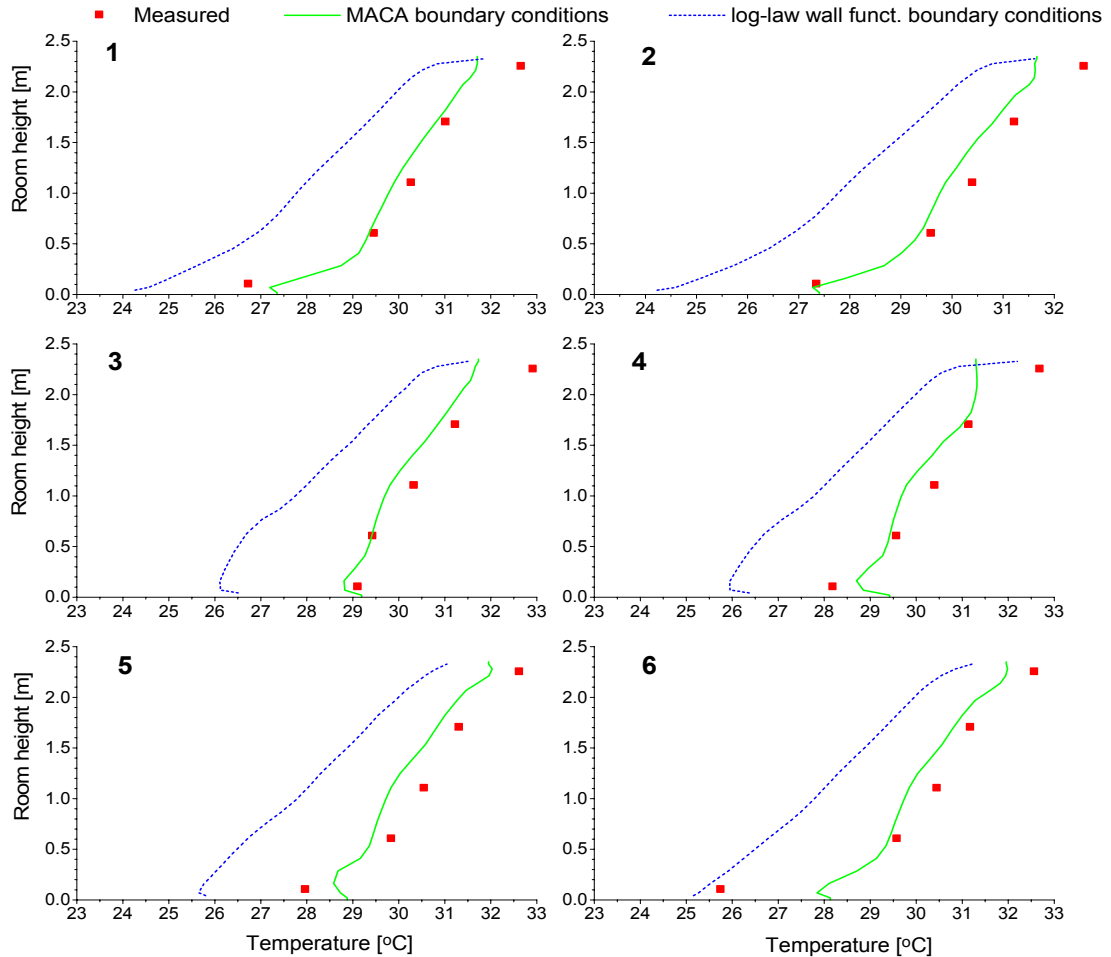 Measured MACA boundary conditions log-law wall funct. boundary conditions
1 2
Room height [m] Room height [m]
2.5 2.5
2.0 2.0
1.5 1.5
1.0 1.0
0.5 0.5
0.0 0.0
23 24 25 26 27 28 29 30 31 32 33 23 24 25 26 27 28 29 30 31 32
3 4
Room height [m]
2.5 2.5
2.0 2.0
1.5 1.5
1.0 1.0
0.5 0.5
0.0 0.0
23 24 25 26 27 28 29 30 31 32 33 23 24 25 26 27 28 29 30 31 32 33
5 6
Room height [m]
2.5 2.5
2.0 2.0
1.5 1.5
1.0 1.0
0.5 0.5
0.0 0.0
23 24 25 26 27 28 29 30 31 32 33 23 24 25 26 27 28 29 30 31 32 33
Temperature [oC] Temperature [oC]